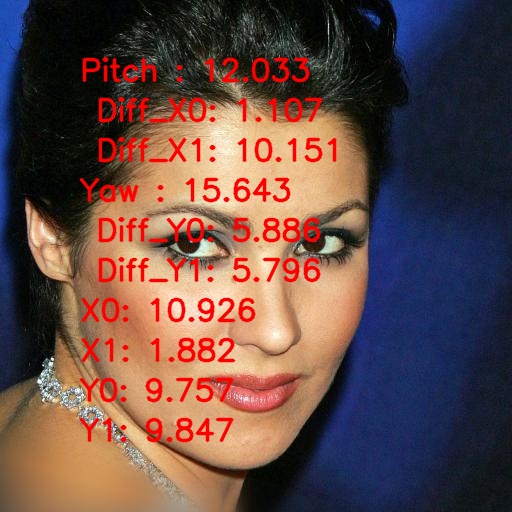 Pitch : 12.033
Diff_X0: 1.107
Diff_X1: 10.151
Yaw : 15.643
Diff_Y0: 5.886
Diff_Y1: 5.796
X0: 10.926
X1: 1.882
Y0: 9.757
Y1: 9.847